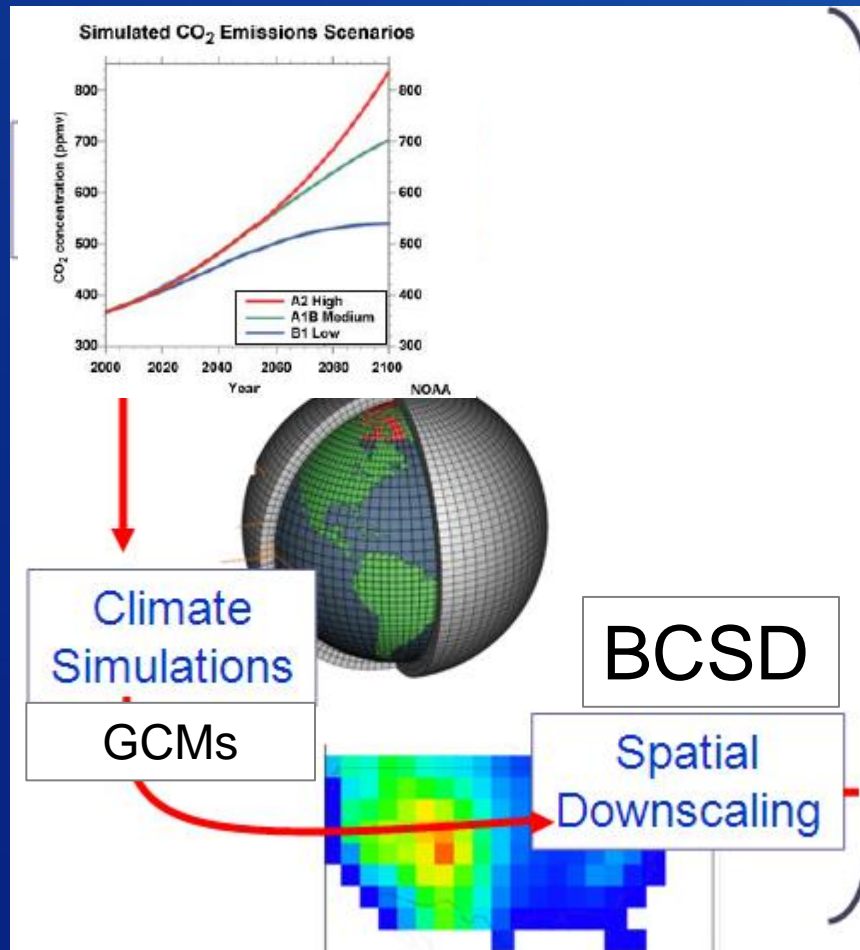 Simulated CO2 Emissions Scenarios
CO2 concentration (ppmv)
800
700
600
500
400
300
800
700
600
500
400
300
A2 High
A1B Medium
B1 Low
2000 2020 2040 2060 2080 2100
Year
NOAA
Climate
Simulations
GCMs
BCSD
Spatial
Downscaling